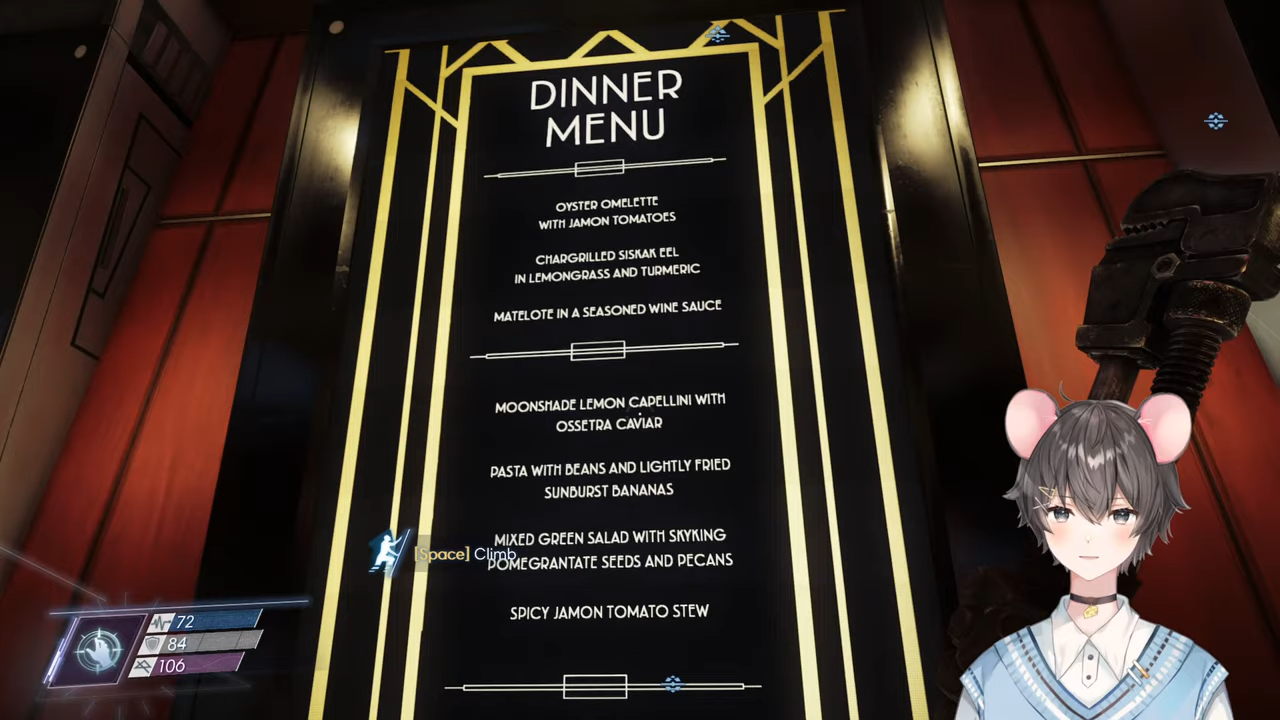 DINNER
MENU
OYSTER OMELETTE
WITH JAMON TOMATOES
CHARGRILLED SISKAK EEL
IN LEMONGRASS AND TURMERIC
MATELOTE IN A SEASONED WINE SAUCE
MOONSHADE LEMON CAPELLINI WITH
OSSETRA CAVIAR
PASTA WITH BEANS AND LIGHTLY FRIED
SUNBURST BANANAS
MIXED GREEN SALAD WITH SKYKING
[Space] Climb
POMEGRANTATE SEEDS AND PECANS
SPICY JAMON TOMATO STEW
72
84
106